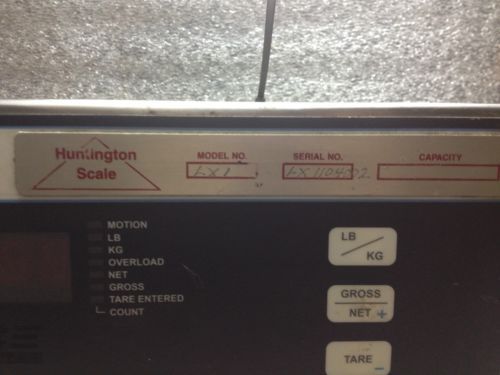 Huntington
Scale
MODEL NO.
LX1
SERIAL NO.
LX1104002
CAPACITY
MOTION
LB
KG
OVERLOAD
NET
GROSS
TARE ENTERED
COUNT
LB
KG
GROSS
NET +
TARE –